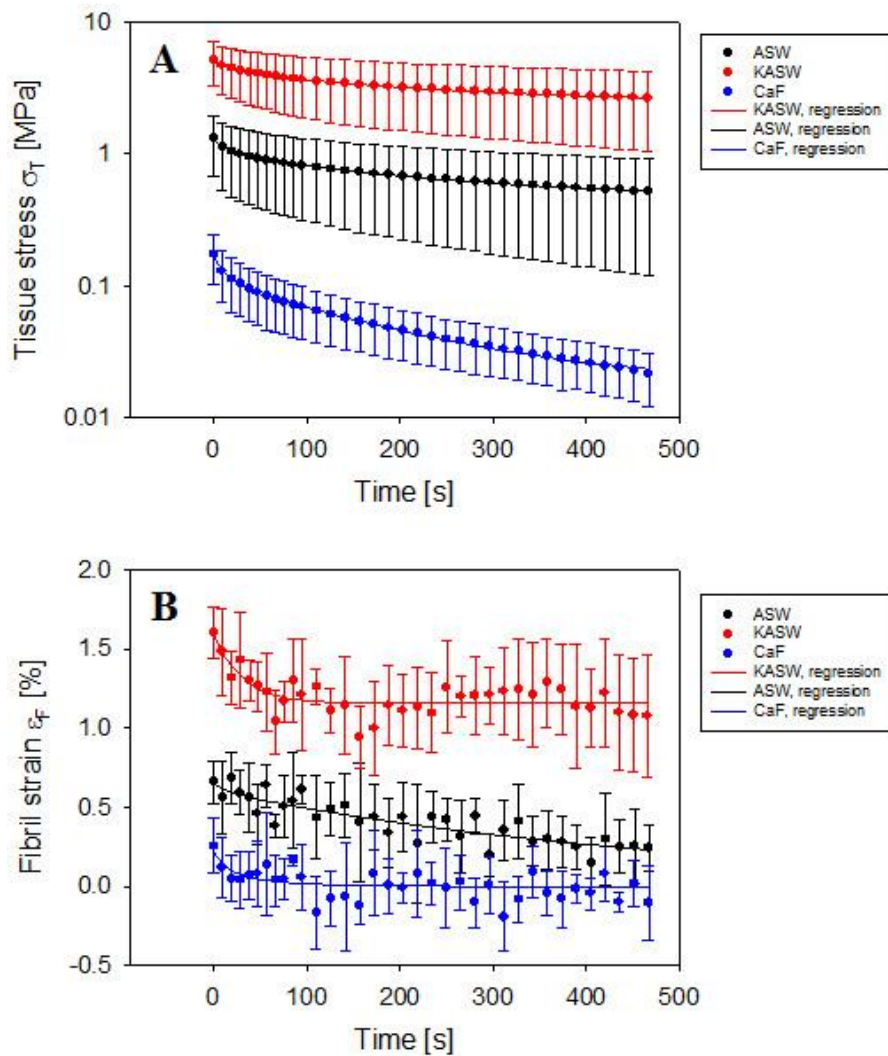 A
10
1
0.1
0.01
Tissue stress σT [MPa]
0 100 200 300 400 500
Time [s]
ASW
KASW
CaF
KASW, regression
ASW, regression
CaF, regression
B
2.0
1.5
1.0
0.5
0.0
-0.5
Fibril strain εF [%]
0 100 200 300 400 500
Time [s]
ASW
KASW
CaF
KASW, regression
ASW, regression
CaF, regression